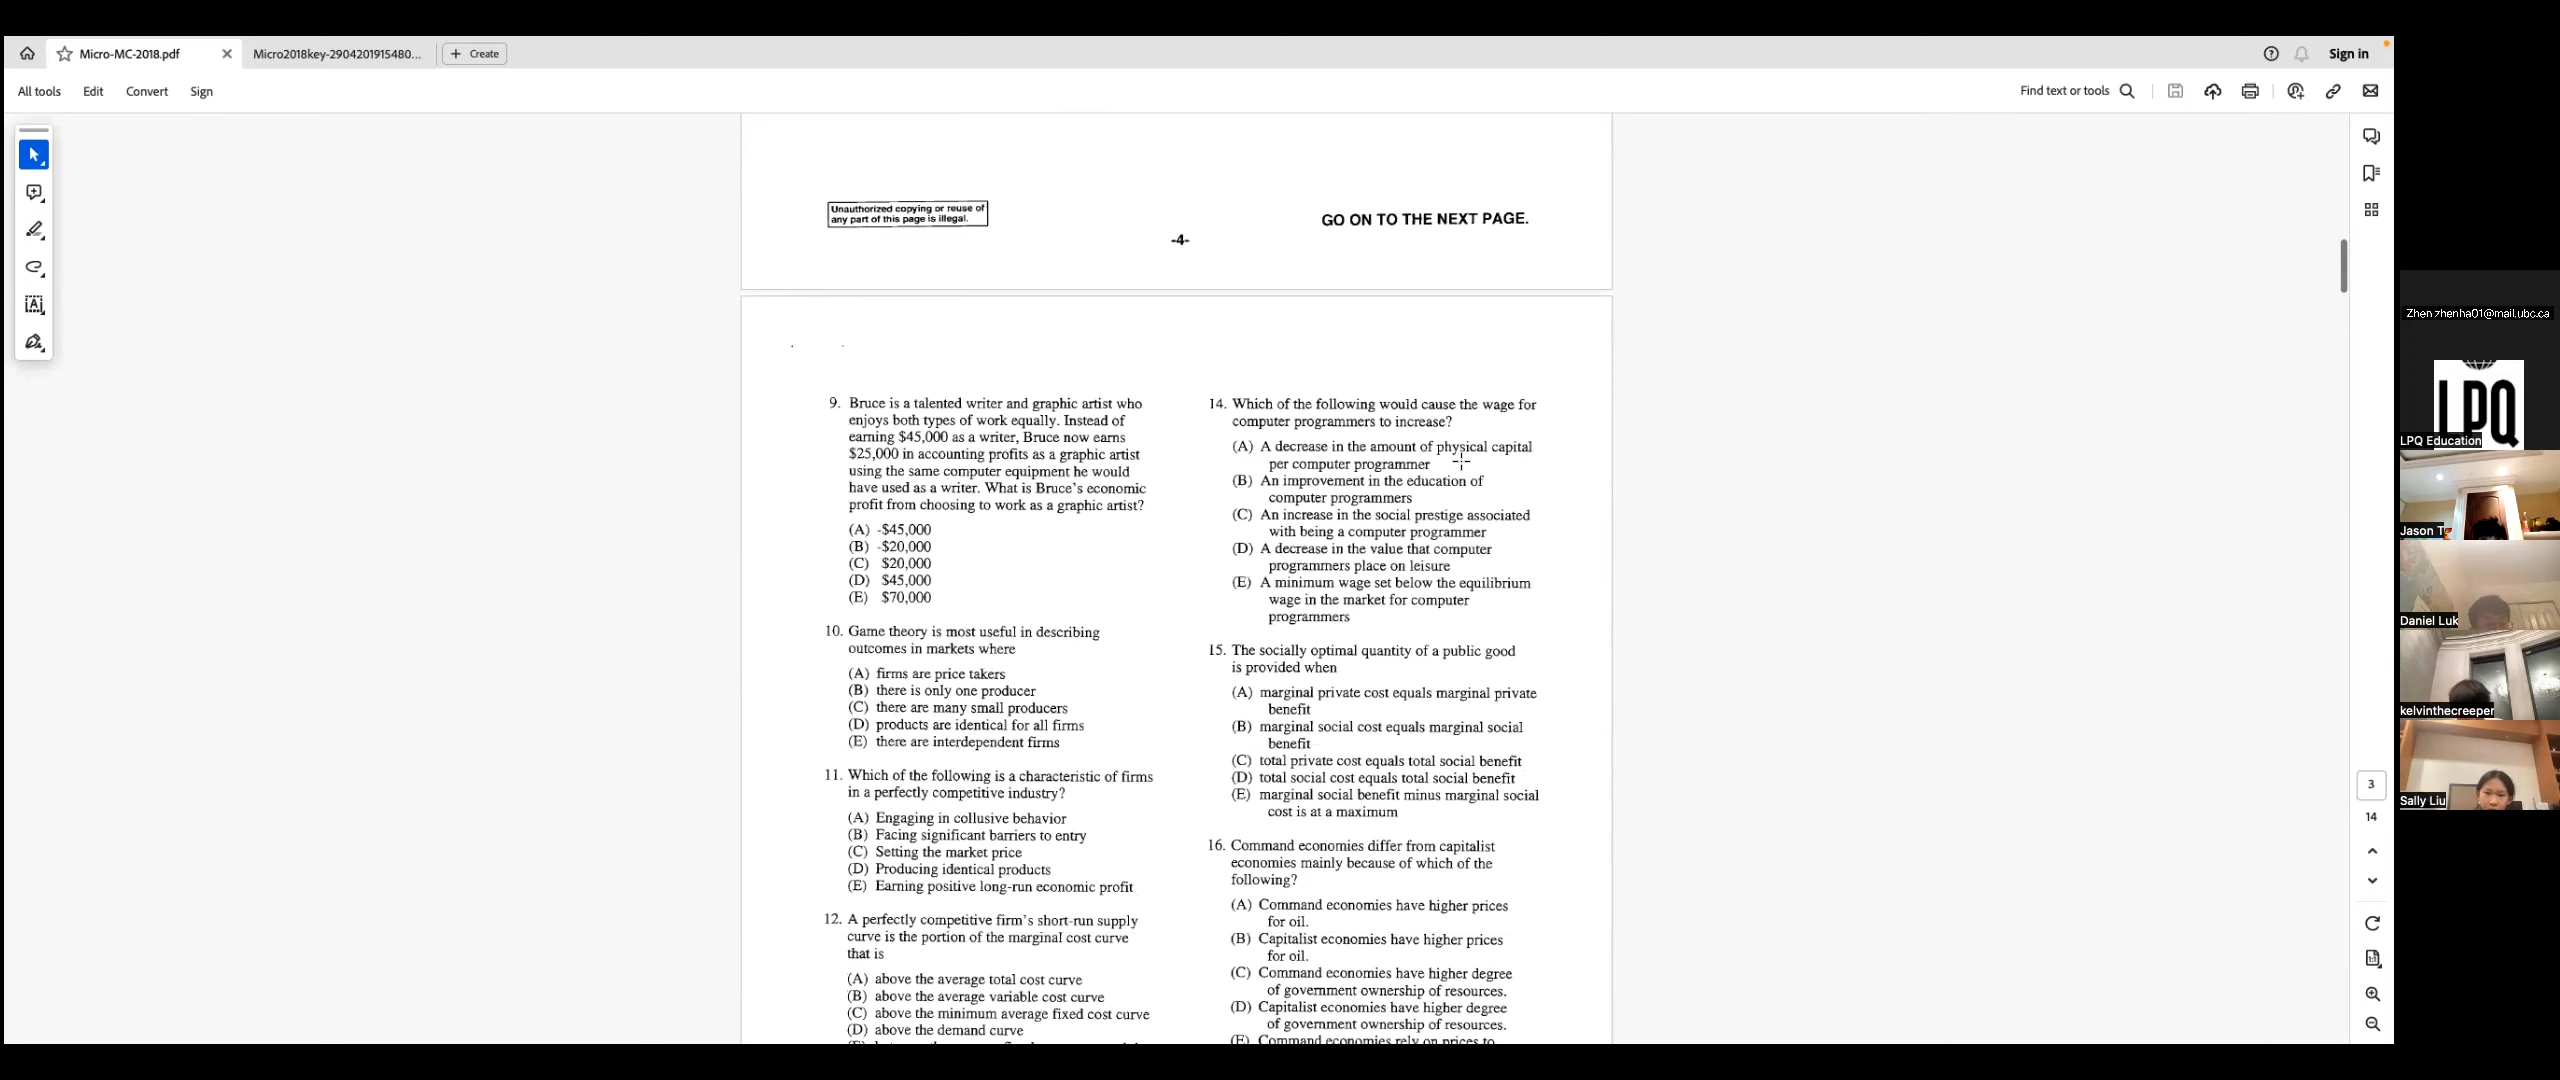 Micro-MC-2018.pdf
Micro2018key-2904201915480...
Create
Sign in
All tools
Edit
Convert
Sign
Find text or tools
Unauthorized copying or reuse of
any part of this page is illegal.
GO ON TO THE NEXT PAGE.
-4-
9. Bruce is a talented writer and graphic artist who
enjoys both types of work equally. Instead of
earning $45,000 as a writer, Bruce now earns
$25,000 in accounting profits as a graphic artist
using the same computer equipment he would
have used as a writer. What is Bruce's economic
profit from choosing to work as a graphic artist?
(A) -$45,000
(B) -$20,000
(C) $20,000
(D) $45,000
(E) $70,000
10. Game theory is most useful in describing
outcomes in markets where
(A) firms are price takers
(B) there is only one producer
(C) there are many small producers
(D) products are identical for all firms
(E) there are interdependent firms
11. Which of the following is a characteristic of firms
in a perfectly competitive industry?
(A) Engaging in collusive behavior
(B) Facing significant barriers to entry
(C) Setting the market price
(D) Producing identical products
(E) Earning positive long-run economic profit
12. A perfectly competitive firm's short-run supply
curve is the portion of the marginal cost curve
that is
(A) above the average total cost curve
(B) above the average variable cost curve
(C) above the minimum average fixed cost curve
(D) above the demand curve
14. Which of the following would cause the wage for
computer programmers to increase?
(A) A decrease in the amount of physical capital
per computer programmer
(B) An improvement in the education of
computer programmers
(C) An increase in the social prestige associated
with being a computer programmer
(D) A decrease in the value that computer
programmers place on leisure
(E) A minimum wage set below the equilibrium
wage in the market for computer
programmers
15. The socially optimal quantity of a public good
is provided when
(A) marginal private cost equals marginal private
benefit
(B) marginal social cost equals marginal social
benefit
(C) total private cost equals total social benefit
(D) total social cost equals total social benefit
(E) marginal social benefit minus marginal social
cost is at a maximum
16. Command economies differ from capitalist
economies mainly because of which of the
following?
(A) Command economies have higher prices
for oil.
(B) Capitalist economies have higher prices
for oil.
(C) Command economies have higher degree
of government ownership of resources.
(D) Capitalist economies have higher degree
of government ownership of resources.
(E) Command economies rely on prices to
3
14
Zhen zhenha01@mail.ubc.ca
LPQ
LPQ Education
Jason T
Daniel Luk
kelvinthecreeper
Sally Liu